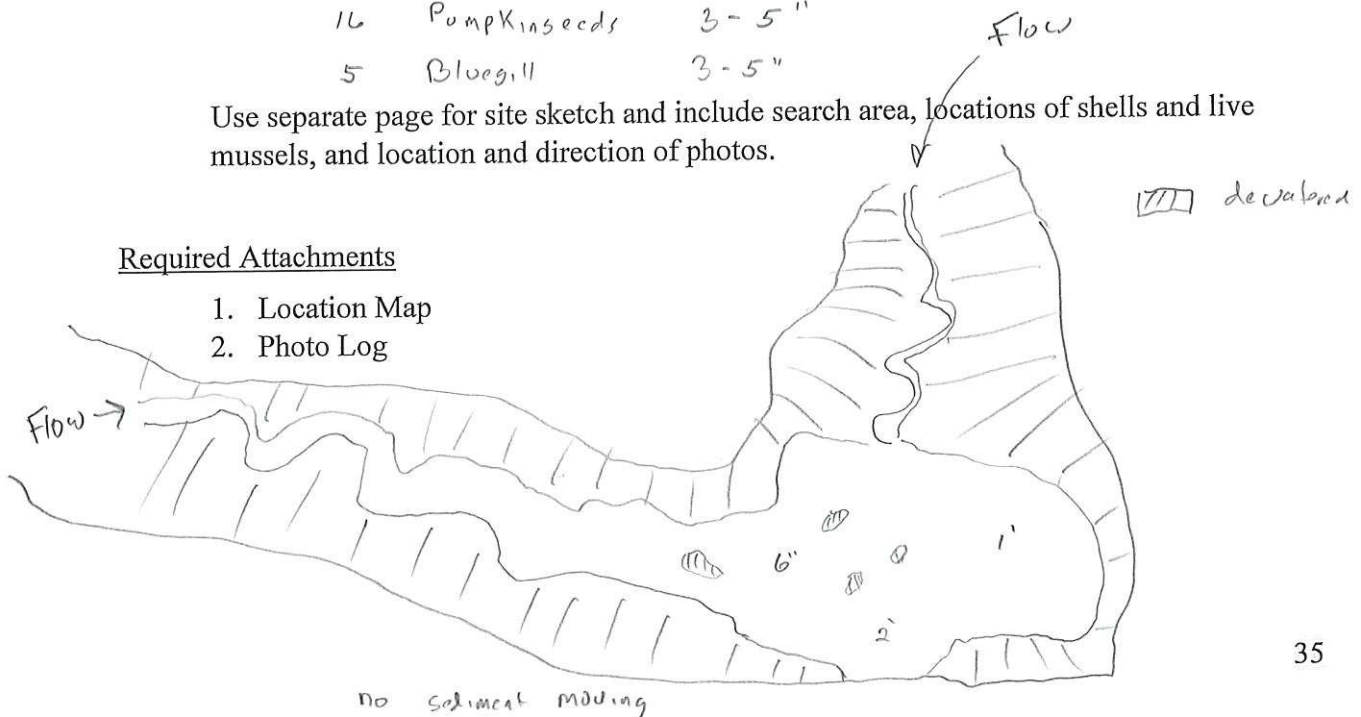 16 Pumpkinseeds 3 - 5"
5 Bluegill 3 - 5"
Flow
Use separate page for site sketch and include search area, locations of shells and live
mussels, and location and direction of photos.
dewatered
Required Attachments
1. Location Map
2. Photo Log
Flow →
6"
1'
2'
35
no sediment moving